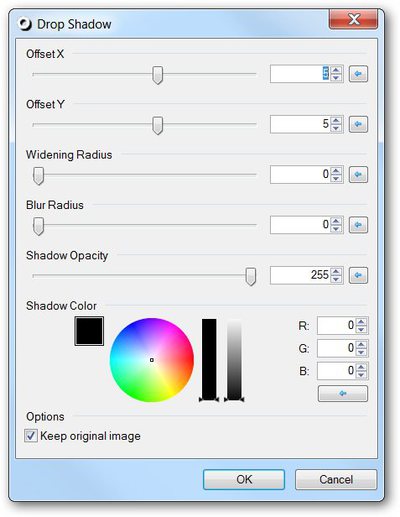 Drop Shadow
Offset X
5
Offset Y
5
Widening Radius
0
Blur Radius
0
Shadow Opacity
255
Shadow Color
R: 0
G: 0
B: 0
Options
Keep original image
OK Cancel